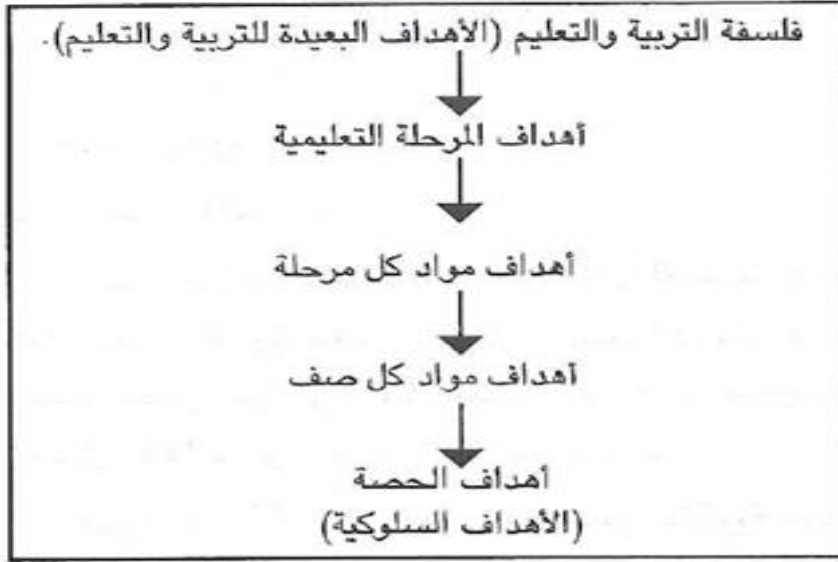 فلسفة التربية والتعليم (الأهداف البعيدة للتربية والتعليم).
أهداف المرحلة التعليمية
أهداف مواد كل مرحلة
أهداف مواد كل صف
أهداف الحصة
(الأهداف السلوكية)